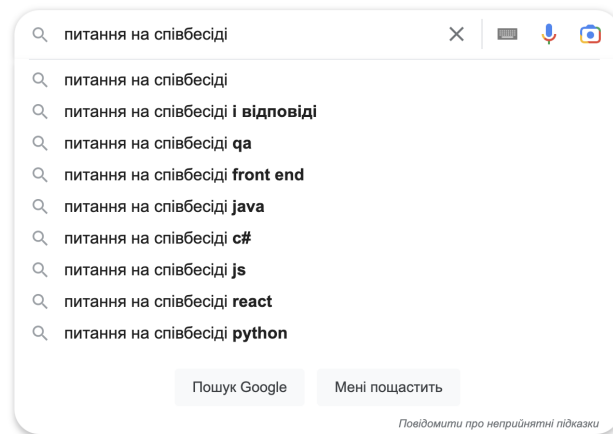 питання на співбесіді
питання на співбесіді
питання на співбесіді і відповіді
питання на співбесіді qa
питання на співбесіді front end
питання на співбесіді java
питання на співбесіді c#
питання на співбесіді js
питання на співбесіді react
питання на співбесіді python
Пошук Google Мені пощастить
Повідомити про неприйнятні підказки